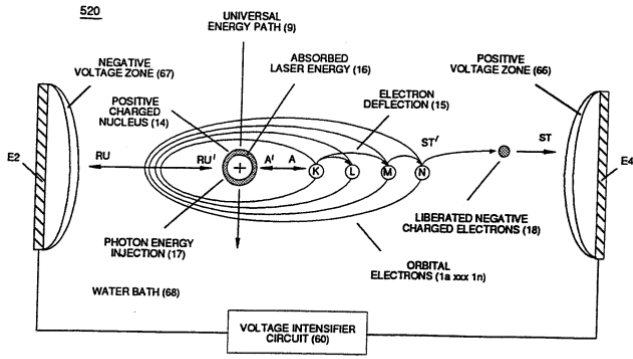 520
UNIVERSAL
ENERGY PATH (9)
NEGATIVE
VOLTAGE ZONE (67)
ABSORBED
LASER ENERGY (16)
POSITIVE
VOLTAGE ZONE (66)
POSITIVE
CHARGED
NUCLEUS (14)
ELECTRON
DEFLECTION (15)
E2
RU
RU'
+
A'
A
K
L
M
N
ST'
ST
E4
PHOTON ENERGY
INJECTION (17)
LIBERATED NEGATIVE
CHARGED ELECTRONS (18)
ORBITAL
ELECTRONS (1a xxx 1n)
WATER BATH (68)
VOLTAGE INTENSIFIER
CIRCUIT (60)